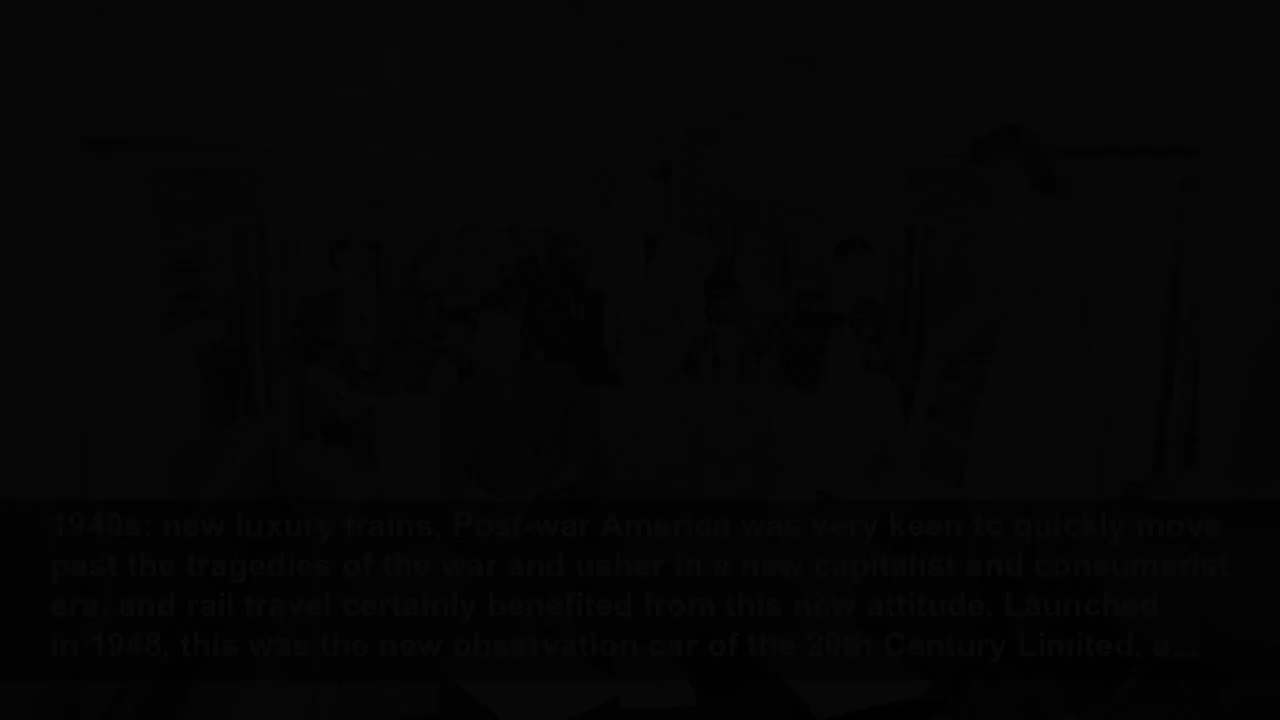 1940s: new luxury trains, Post-war America was very keen to quickly move
past the tragedies of the war and usher in a new capitalist and consumerist
era, and rail travel certainly benefited from this new attitude. Launched
in 1948, this was the new observation car of the 20th Century Limited, a...